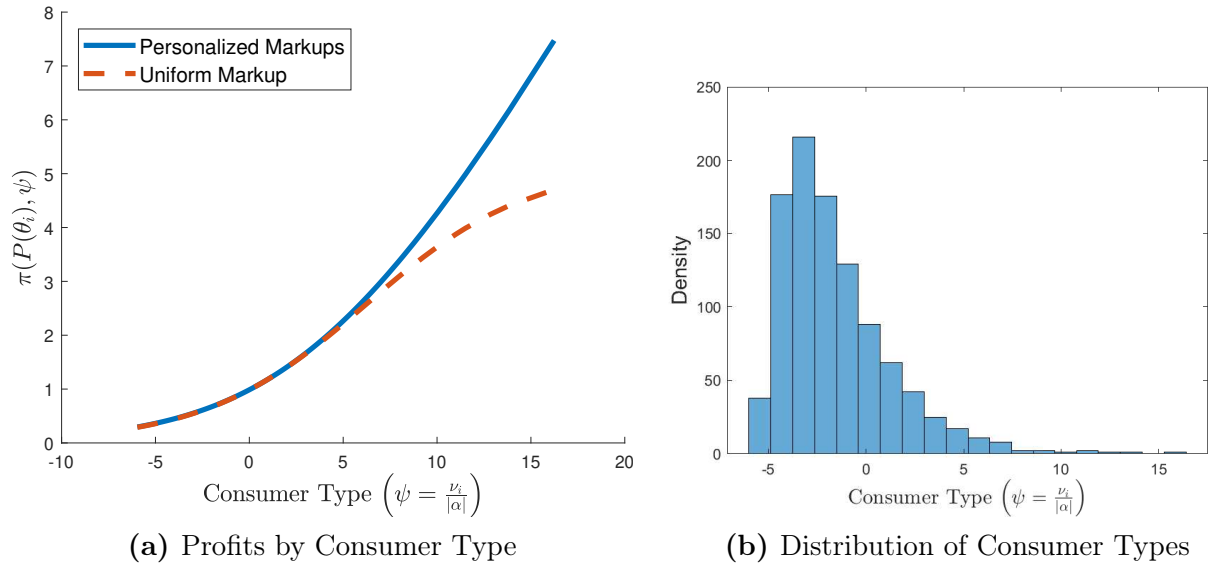 8
7
6
5
4
3
2
1
0
Personalized Markups
Uniform Markup
π(P(θᵢ), ψ)
-10 -5 0 5 10 15 20
Consumer Type (ψ = νᵢ/|α|)
(a) Profits by Consumer Type
250
200
150
100
50
0
Density
-5 0 5 10 15
Consumer Type (ψ = νᵢ/|α|)
(b) Distribution of Consumer Types